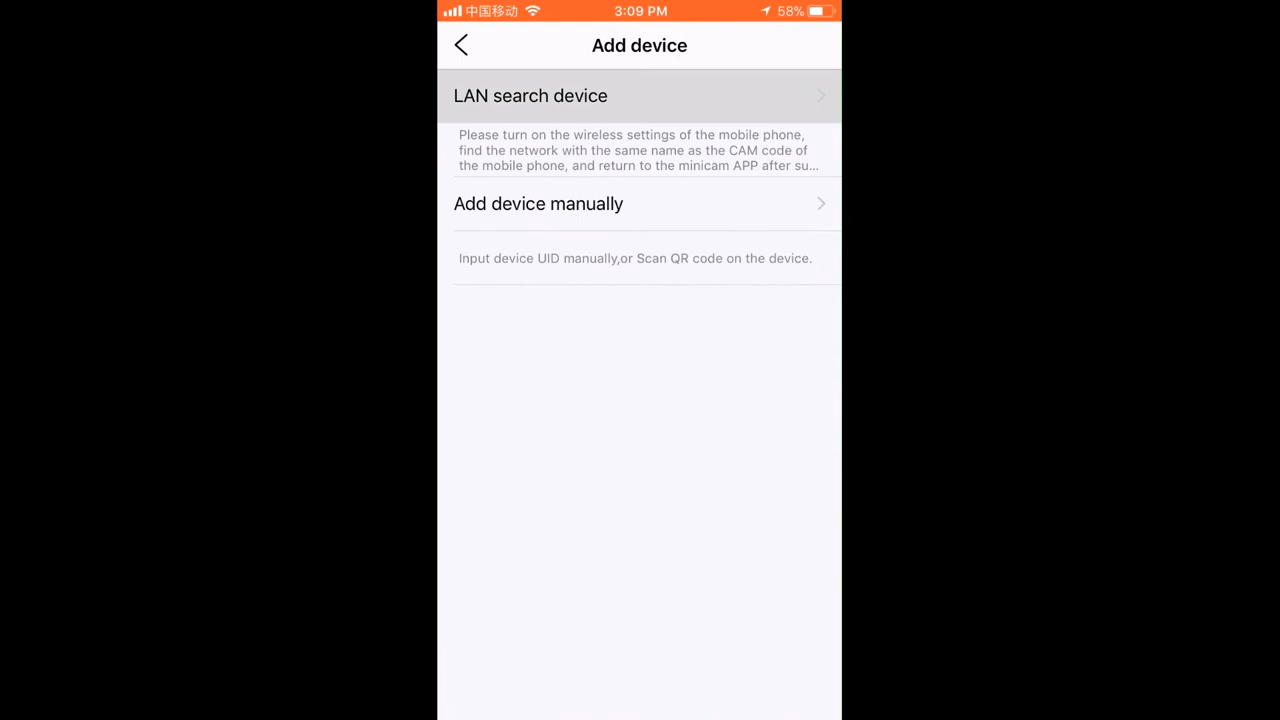 中国移动 3:09 PM 58%
Add device
LAN search device
Please turn on the wireless settings of the mobile phone,
find the network with the same name as the CAM code of
the mobile phone, and return to the minicam APP after su...
Add device manually
Input device UID manually,or Scan QR code on the device.